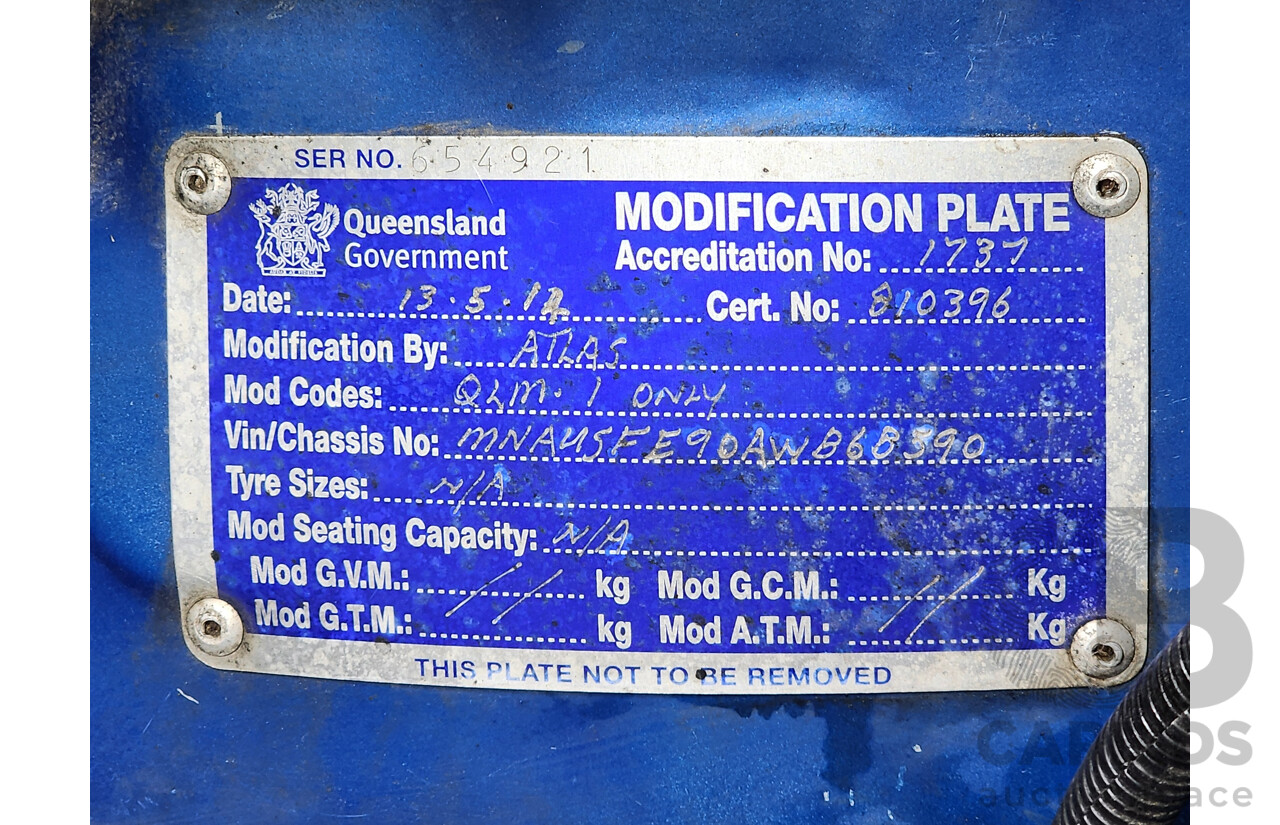 SER NO. 654921
Queensland
Government
MODIFICATION PLATE
Accreditation No: 1737
Date: 13.5.12 Cert. No: 810396
Modification By: ATLAS
Mod Codes: QLM.1 ONLY
Vin/Chassis No: MNAUSFE90AWB6B390
Tyre Sizes: N/A
Mod Seating Capacity: N/A
Mod G.V.M.: // kg Mod G.C.M.: // Kg
Mod G.T.M.: kg Mod A.T.M.: Kg
THIS PLATE NOT TO BE REMOVED